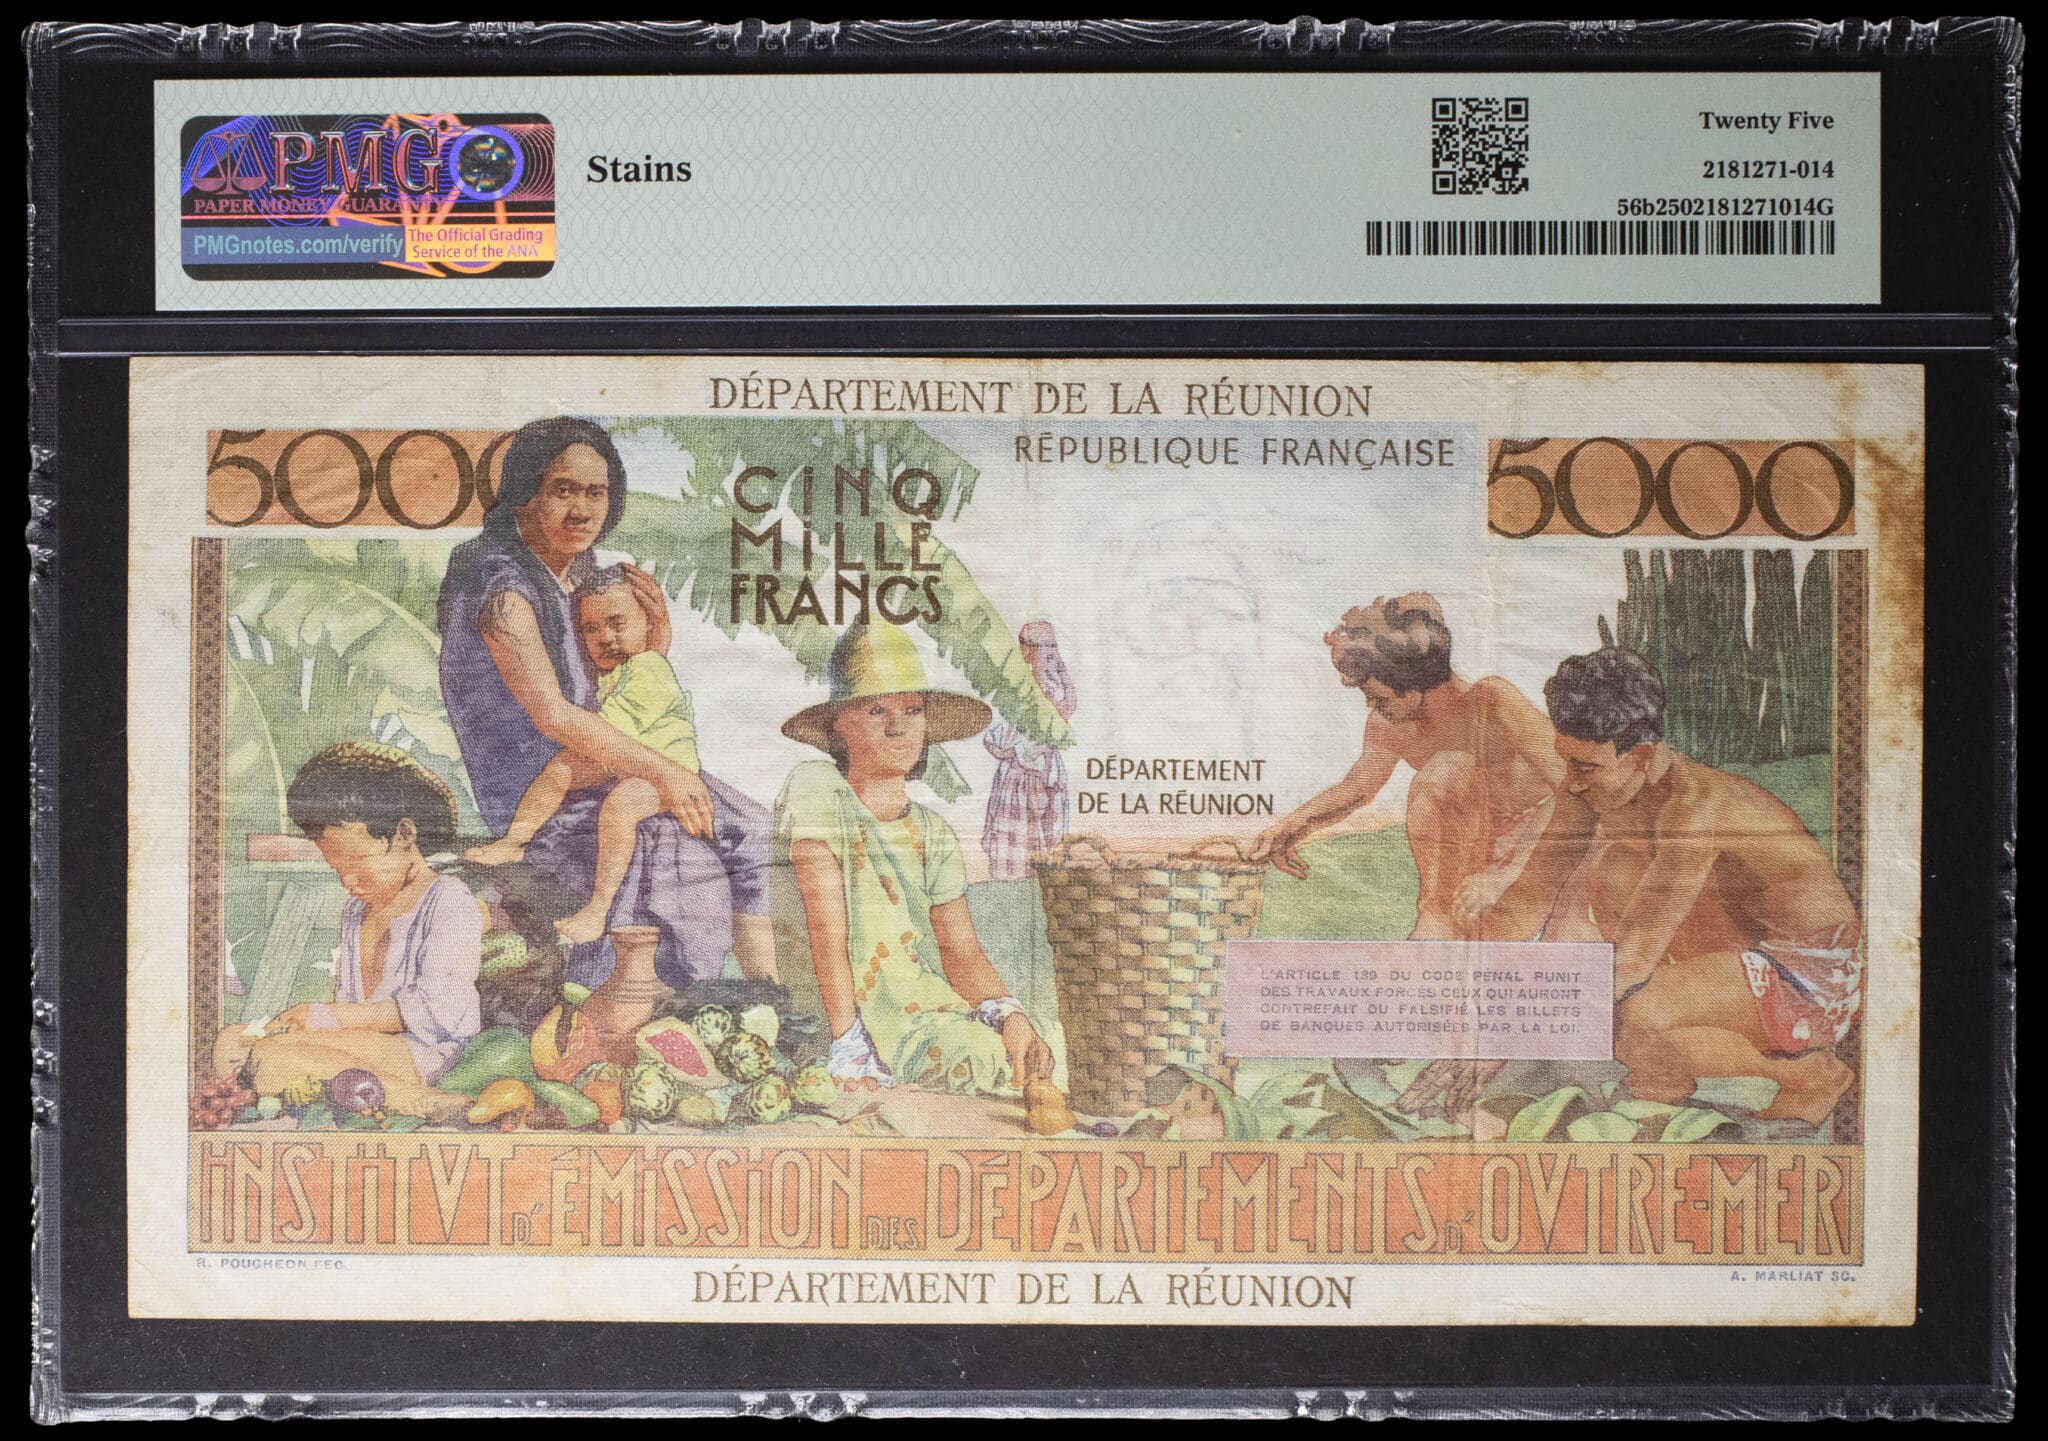 PMG
PAPER MONEY GUARANTY
PMGnotes.com/verify
The Official Grading
Service of the ANA
Stains
Twenty Five
2181271-014
56b2502181271014G
DÉPARTEMENT DE LA RÉUNION
RÉPUBLIQUE FRANÇAISE
5000
5000
CiNQ
MiLLE
FRANCS
DÉPARTEMENT
DE LA RÉUNION
L'ARTICLE 139 DU CODE PÉNAL PUNIT
DES TRAVAUX FORCÉS CEUX QUI AURONT
CONTREFAIT OU FALSIFIÉ LES BILLETS
DE BANQUES AUTORISÉES PAR LA LOI.
iNSTiTVT D'ÉMiSSiON DES DÉPARTEMENTS D'OVTRE-MER
R. POUGHEON FEC.
A. MARLIAT SC.
DÉPARTEMENT DE LA RÉUNION